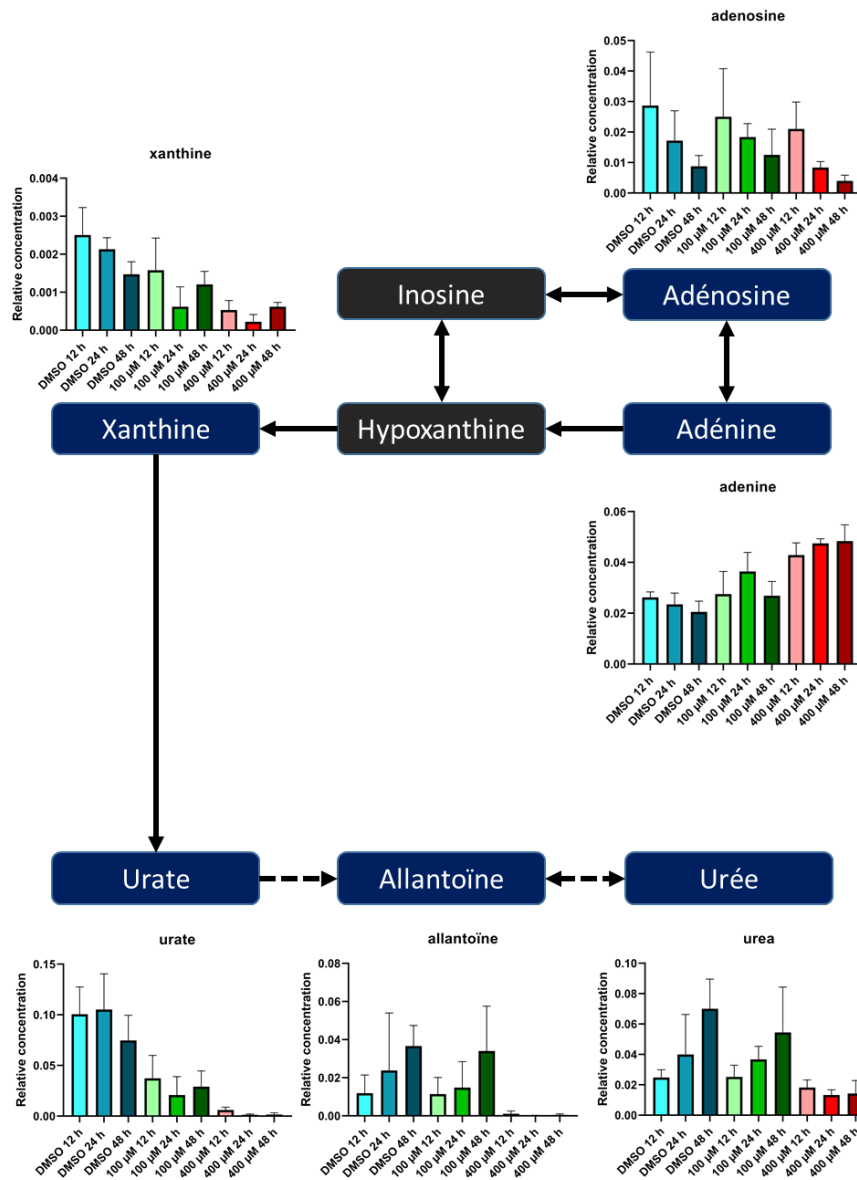 adenosine
Relative concentration
0.05
0.04
0.03
0.02
0.01
0.00
DMSO 12 h
DMSO 24 h
DMSO 48 h
100 µM 12 h
100 µM 24 h
100 µM 48 h
400 µM 12 h
400 µM 24 h
400 µM 48 h
xanthine
Relative concentration
0.004
0.003
0.002
0.001
0.000
DMSO 12 h
DMSO 24 h
DMSO 48 h
100 µM 12 h
100 µM 24 h
100 µM 48 h
400 µM 12 h
400 µM 24 h
400 µM 48 h
Inosine
Adénosine
Xanthine
Hypoxanthine
Adénine
adenine
Relative concentration
0.06
0.04
0.02
0.00
DMSO 12 h
DMSO 24 h
DMSO 48 h
100 µM 12 h
100 µM 24 h
100 µM 48 h
400 µM 12 h
400 µM 24 h
400 µM 48 h
Urate
Allantoïne
Urée
urate
Relative concentration
0.15
0.10
0.05
0.00
DMSO 12 h
DMSO 24 h
DMSO 48 h
100 µM 12 h
100 µM 24 h
100 µM 48 h
400 µM 12 h
400 µM 24 h
400 µM 48 h
allantoïne
Relative concentration
0.08
0.06
0.04
0.02
0.00
DMSO 12 h
DMSO 24 h
DMSO 48 h
100 µM 12 h
100 µM 24 h
100 µM 48 h
400 µM 12 h
400 µM 24 h
400 µM 48 h
urea
Relative concentration
0.10
0.08
0.06
0.04
0.02
0.00
DMSO 12 h
DMSO 24 h
DMSO 48 h
100 µM 12 h
100 µM 24 h
100 µM 48 h
400 µM 12 h
400 µM 24 h
400 µM 48 h